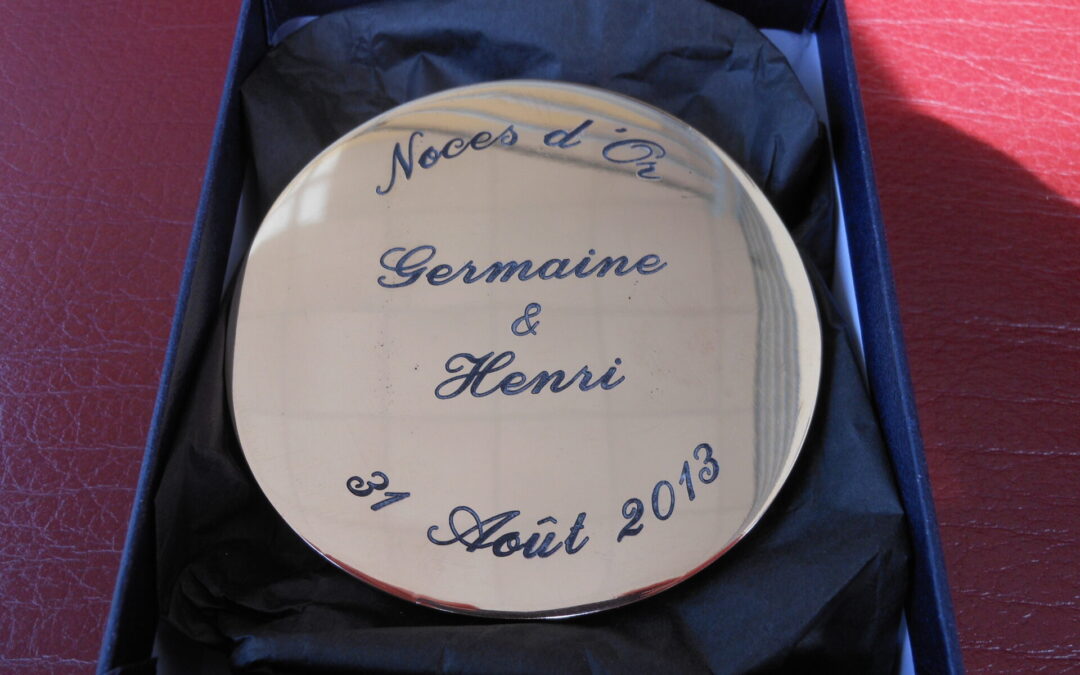 Noces d'Or
Germaine
&
Henri
31 Août 2013